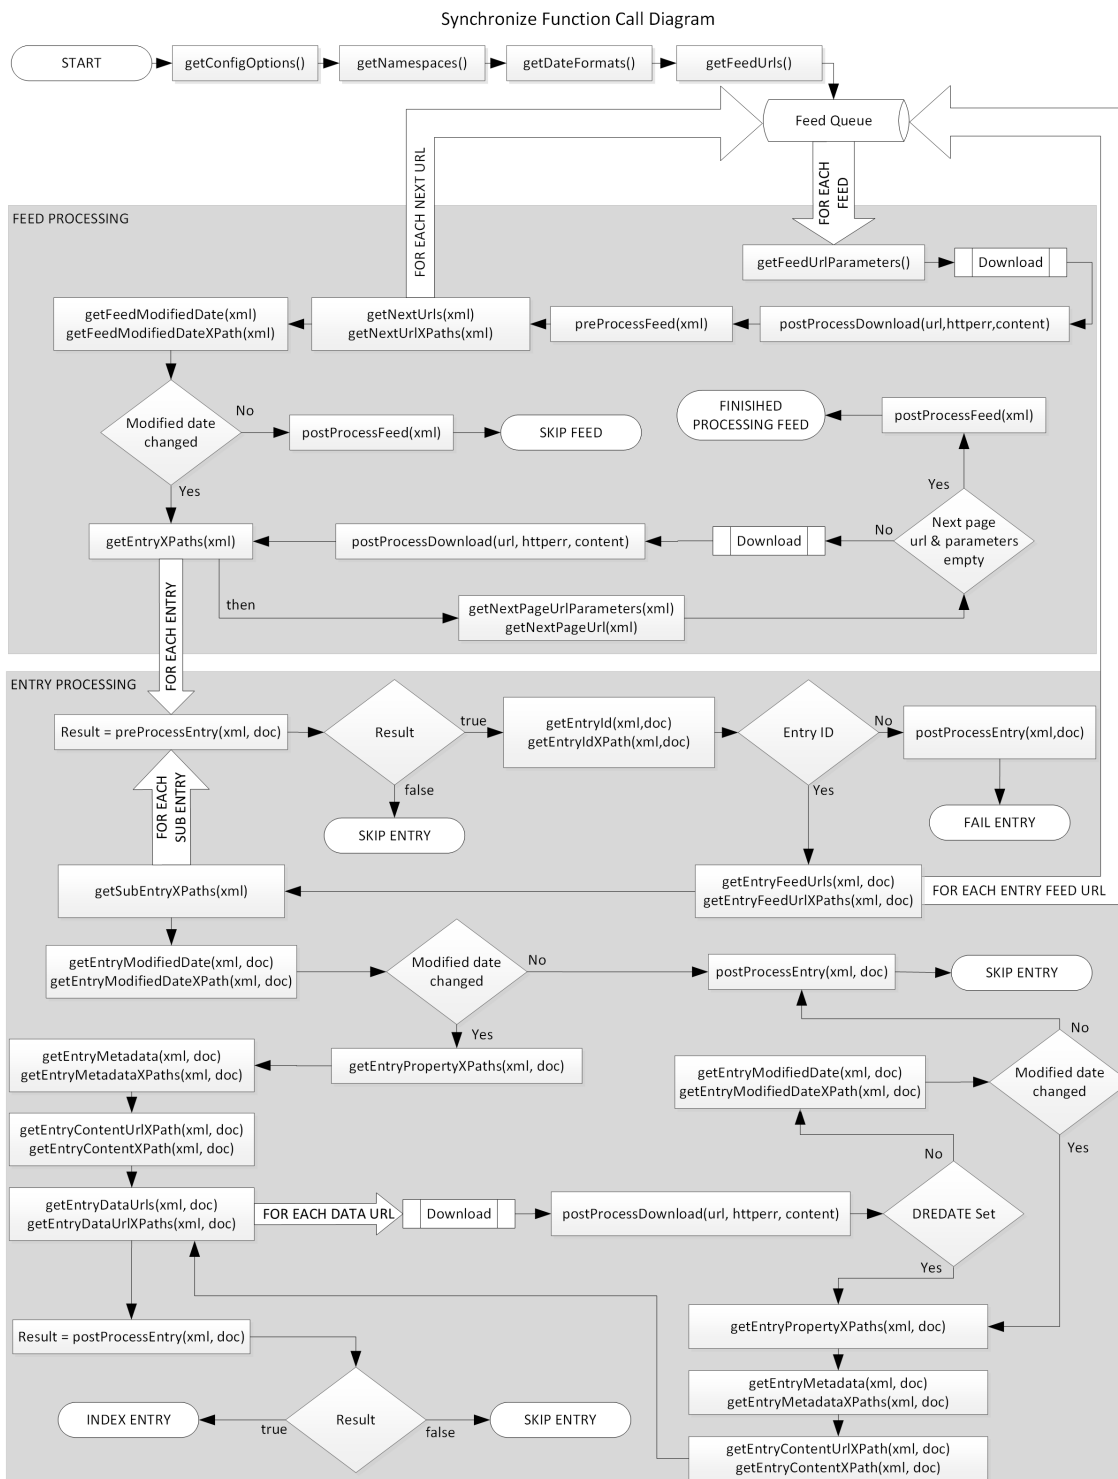 Synchronize Function Call Diagram
START
getConfigOptions()
getNamespaces()
getDateFormats()
getFeedUrls()
Feed Queue
FOR EACH NEXT URL
FOR EACH
FEED
FEED PROCESSING
getFeedUrlParameters()
Download
getFeedModifiedDate(xml)
getFeedModifiedDateXPath(xml)
getNextUrls(xml)
getNextUrlXPaths(xml)
preProcessFeed(xml)
postProcessDownload(url,httperr,content)
Modified date
changed
No
postProcessFeed(xml)
SKIP FEED
FINISIHED
PROCESSING FEED
postProcessFeed(xml)
Yes
Yes
getEntryXPaths(xml)
postProcessDownload(url, httperr, content)
Download
No
Next page
url & parameters
empty
FOR EACH ENTRY
then
getNextPageUrlParameters(xml)
getNextPageUrl(xml)
ENTRY PROCESSING
Result = preProcessEntry(xml, doc)
Result
true
getEntryId(xml,doc)
getEntryIdXPath(xml,doc)
Entry ID
No
postProcessEntry(xml,doc)
false
Yes
FOR EACH
SUB ENTRY
SKIP ENTRY
FAIL ENTRY
getSubEntryXPaths(xml)
getEntryFeedUrls(xml, doc)
getEntryFeedUrlXPaths(xml, doc)
FOR EACH ENTRY FEED URL
getEntryModifiedDate(xml, doc)
getEntryModifiedDateXPath(xml, doc)
Modified date
changed
No
postProcessEntry(xml, doc)
SKIP ENTRY
Yes
No
getEntryMetadata(xml, doc)
getEntryMetadataXPaths(xml, doc)
getEntryPropertyXPaths(xml, doc)
getEntryModifiedDate(xml, doc)
getEntryModifiedDateXPath(xml, doc)
Modified date
changed
getEntryContentUrlXPath(xml, doc)
getEntryContentXPath(xml, doc)
No
Yes
getEntryDataUrls(xml, doc)
getEntryDataUrlXPaths(xml, doc)
FOR EACH DATA URL
Download
postProcessDownload(url, httperr, content)
DREDATE Set
Yes
Result = postProcessEntry(xml, doc)
getEntryPropertyXPaths(xml, doc)
getEntryMetadata(xml, doc)
getEntryMetadataXPaths(xml, doc)
INDEX ENTRY
true
Result
false
SKIP ENTRY
getEntryContentUrlXPath(xml, doc)
getEntryContentXPath(xml, doc)